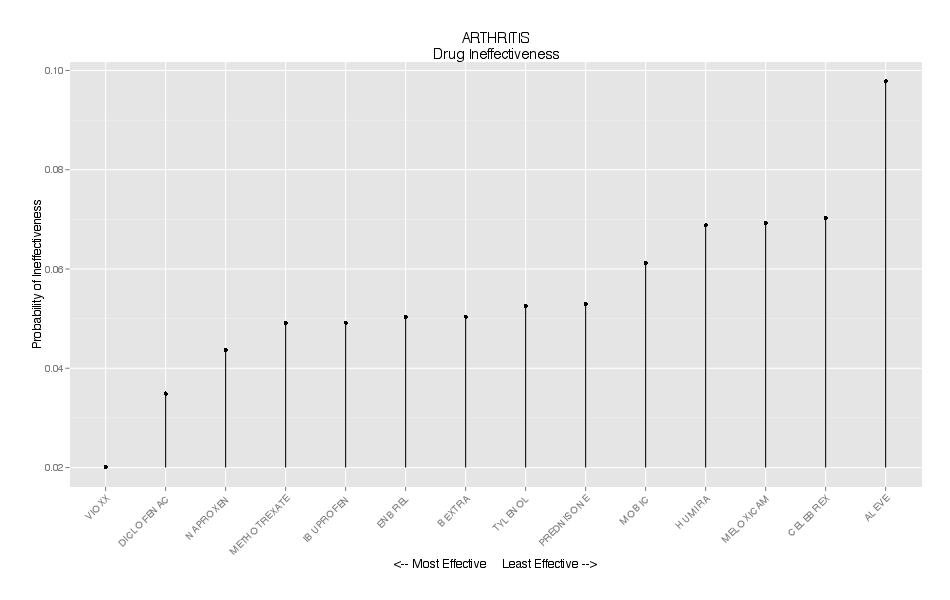 ARTHRITIS
Drug Ineffectiveness
Probability of Ineffectiveness
0.10
0.08
0.06
0.04
0.02
VIOXX
DICLOFENAC
NAPROXEN
METHOTREXATE
IBUPROFEN
ENBREL
BEXTRA
TYLENOL
PREDNISONE
MOBIC
HUMIRA
MELOXICAM
CELEBREX
ALEVE
<-- Most Effective Least Effective -->